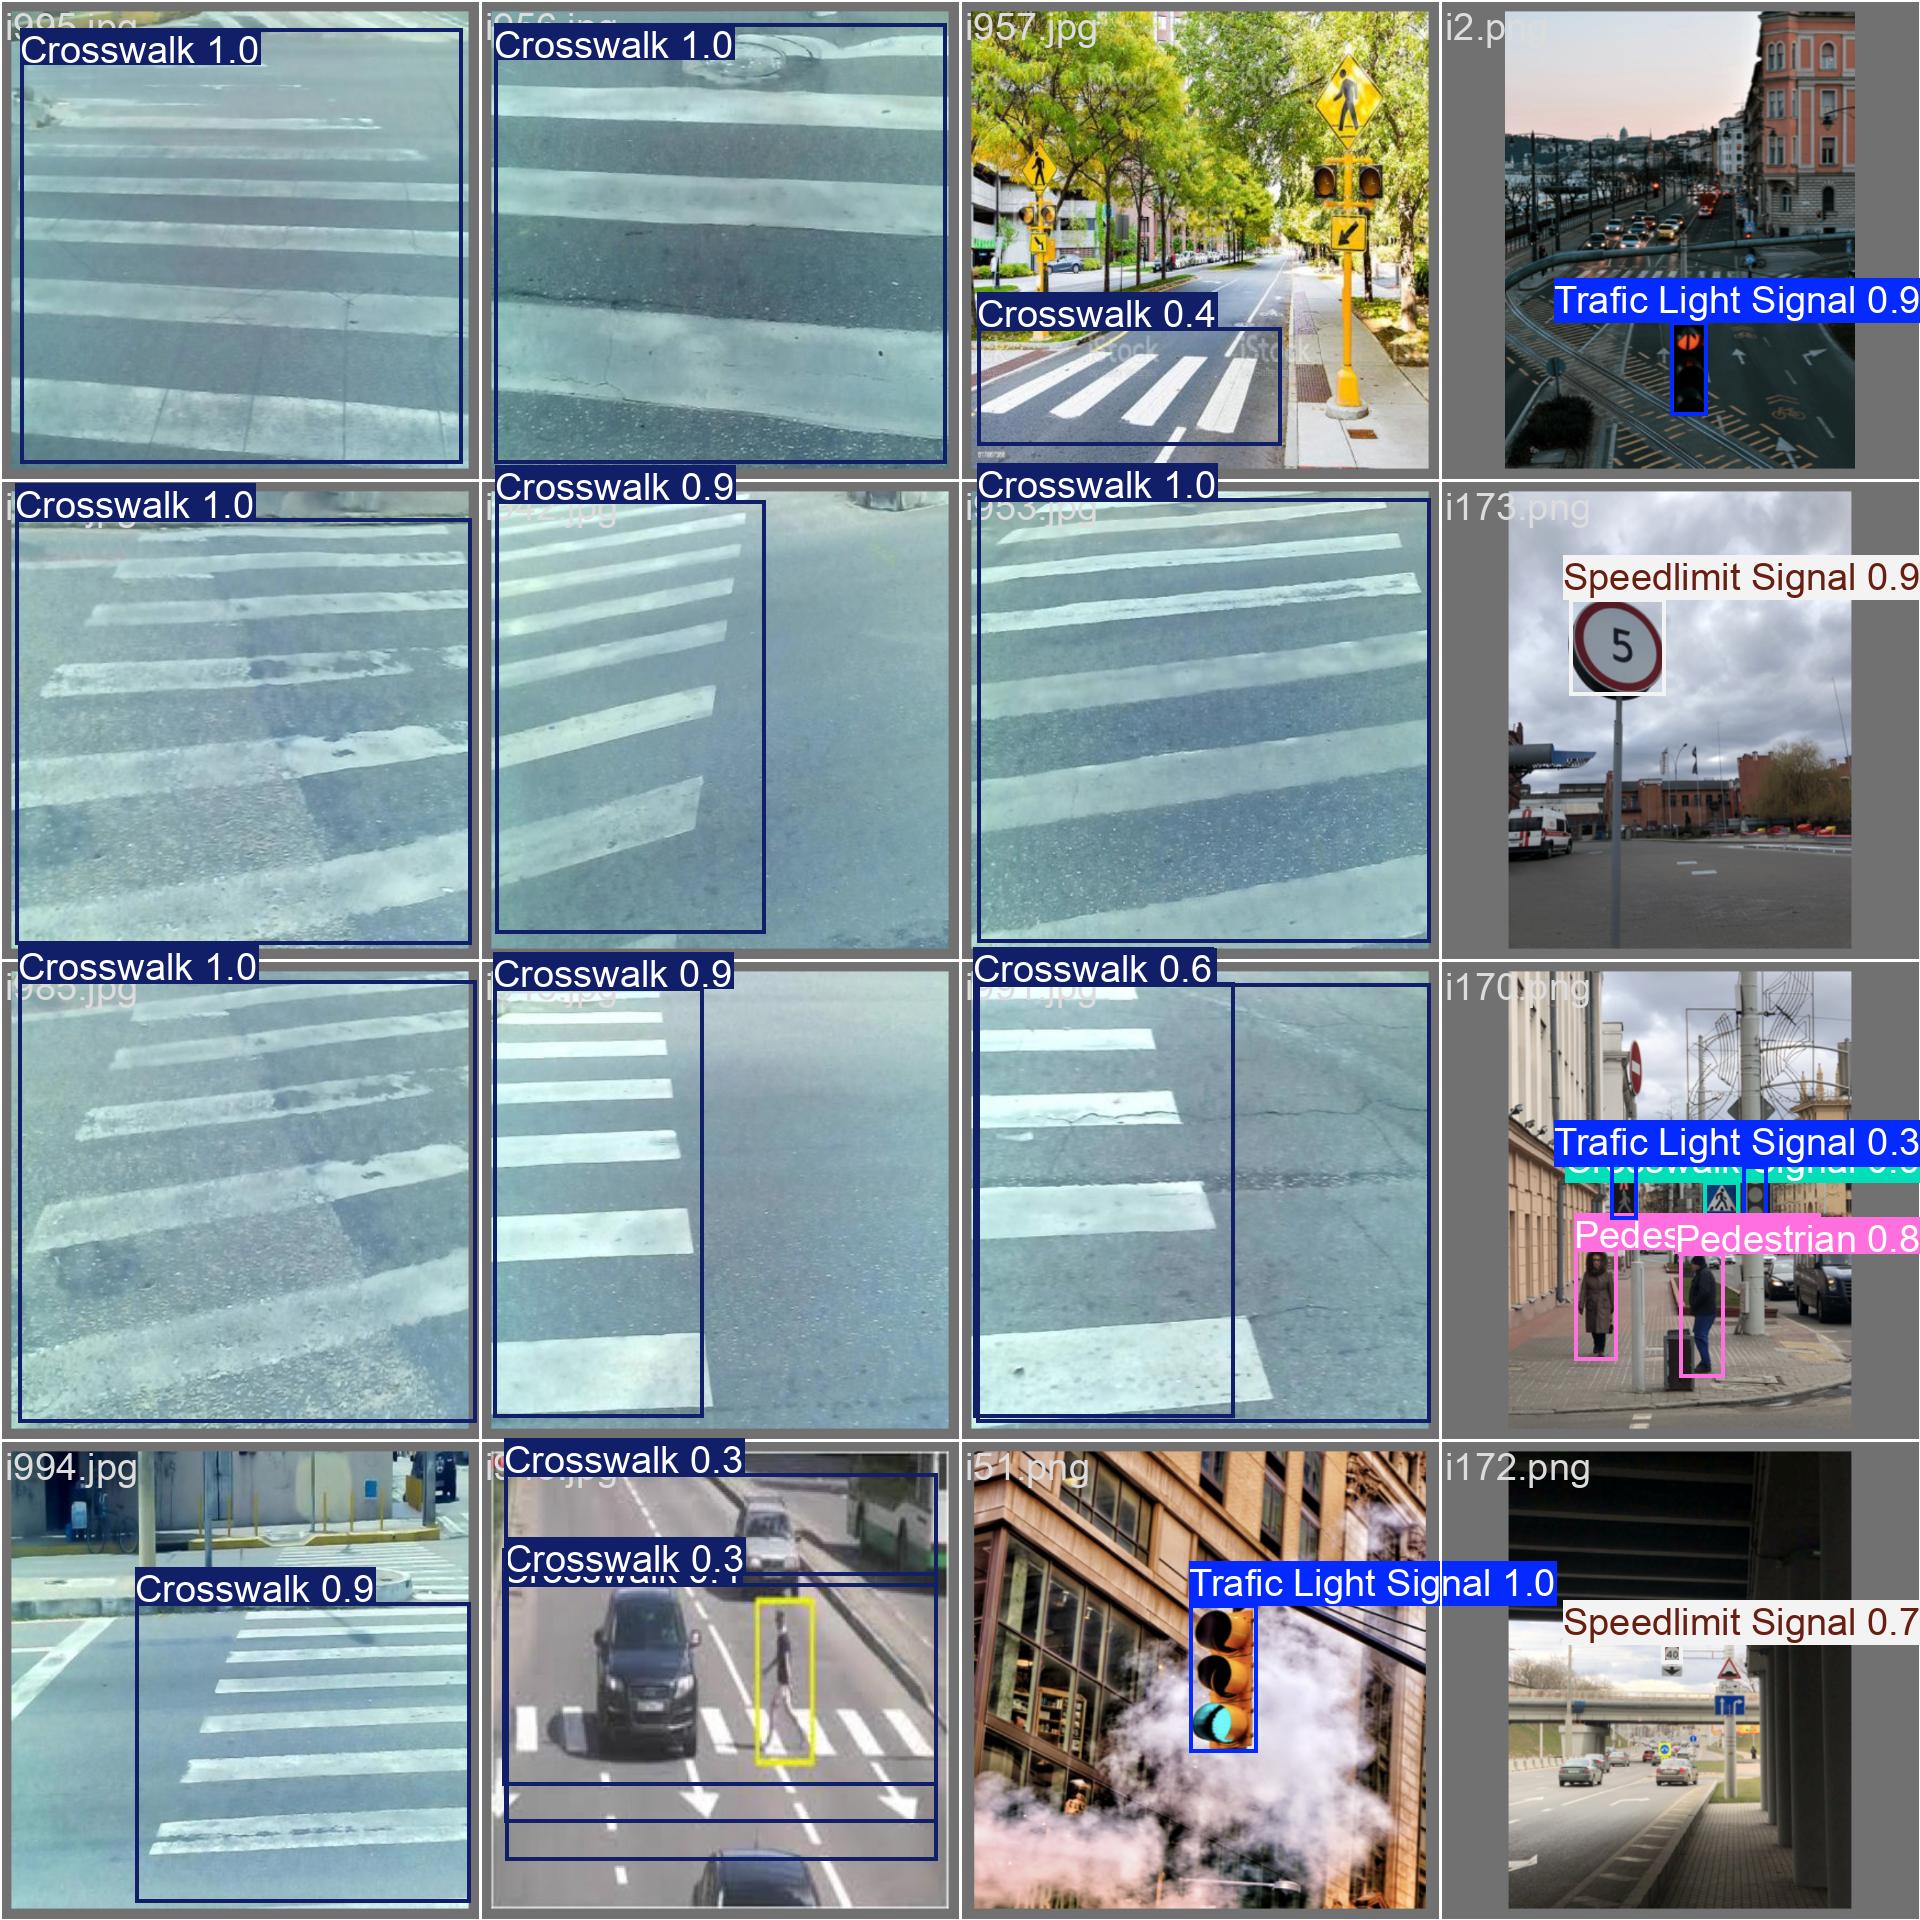 Crosswalk 1.0
Crosswalk 1.0
i957.jpg
i2.png
Crosswalk 0.4
iStock
iStock
Trafic Light Signal 0.9
Crosswalk 1.0
Crosswalk 0.9
Crosswalk 1.0
i953.jpg
i173.png
Speedlimit Signal 0.9
5
Crosswalk 1.0
i985.jpg
Crosswalk 0.9
Crosswalk 0.6
i170.png
Trafic Light Signal 0.3
Pedestrian 0.8
i994.jpg
Crosswalk 0.3
Crosswalk 0.3
i51.png
i172.png
Crosswalk 0.9
Trafic Light Signal 1.0
Speedlimit Signal 0.7
40